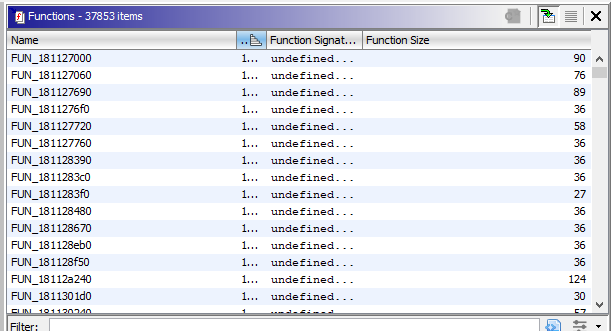 Functions - 37853 items
Name ... Function Signat... Function Size
FUN_181127000 1... undefined... 90
FUN_181127060 1... undefined... 76
FUN_181127690 1... undefined... 89
FUN_1811276f0 1... undefined... 36
FUN_181127720 1... undefined... 58
FUN_181127760 1... undefined... 36
FUN_181128390 1... undefined... 36
FUN_1811283c0 1... undefined... 36
FUN_1811283f0 1... undefined... 27
FUN_181128480 1... undefined... 36
FUN_181128670 1... undefined... 36
FUN_181128eb0 1... undefined... 36
FUN_181128f50 1... undefined... 36
FUN_18112a240 1... undefined... 124
FUN_1811301d0 1... undefined... 30
FUN_181130240 1... undefined... 57
Filter: